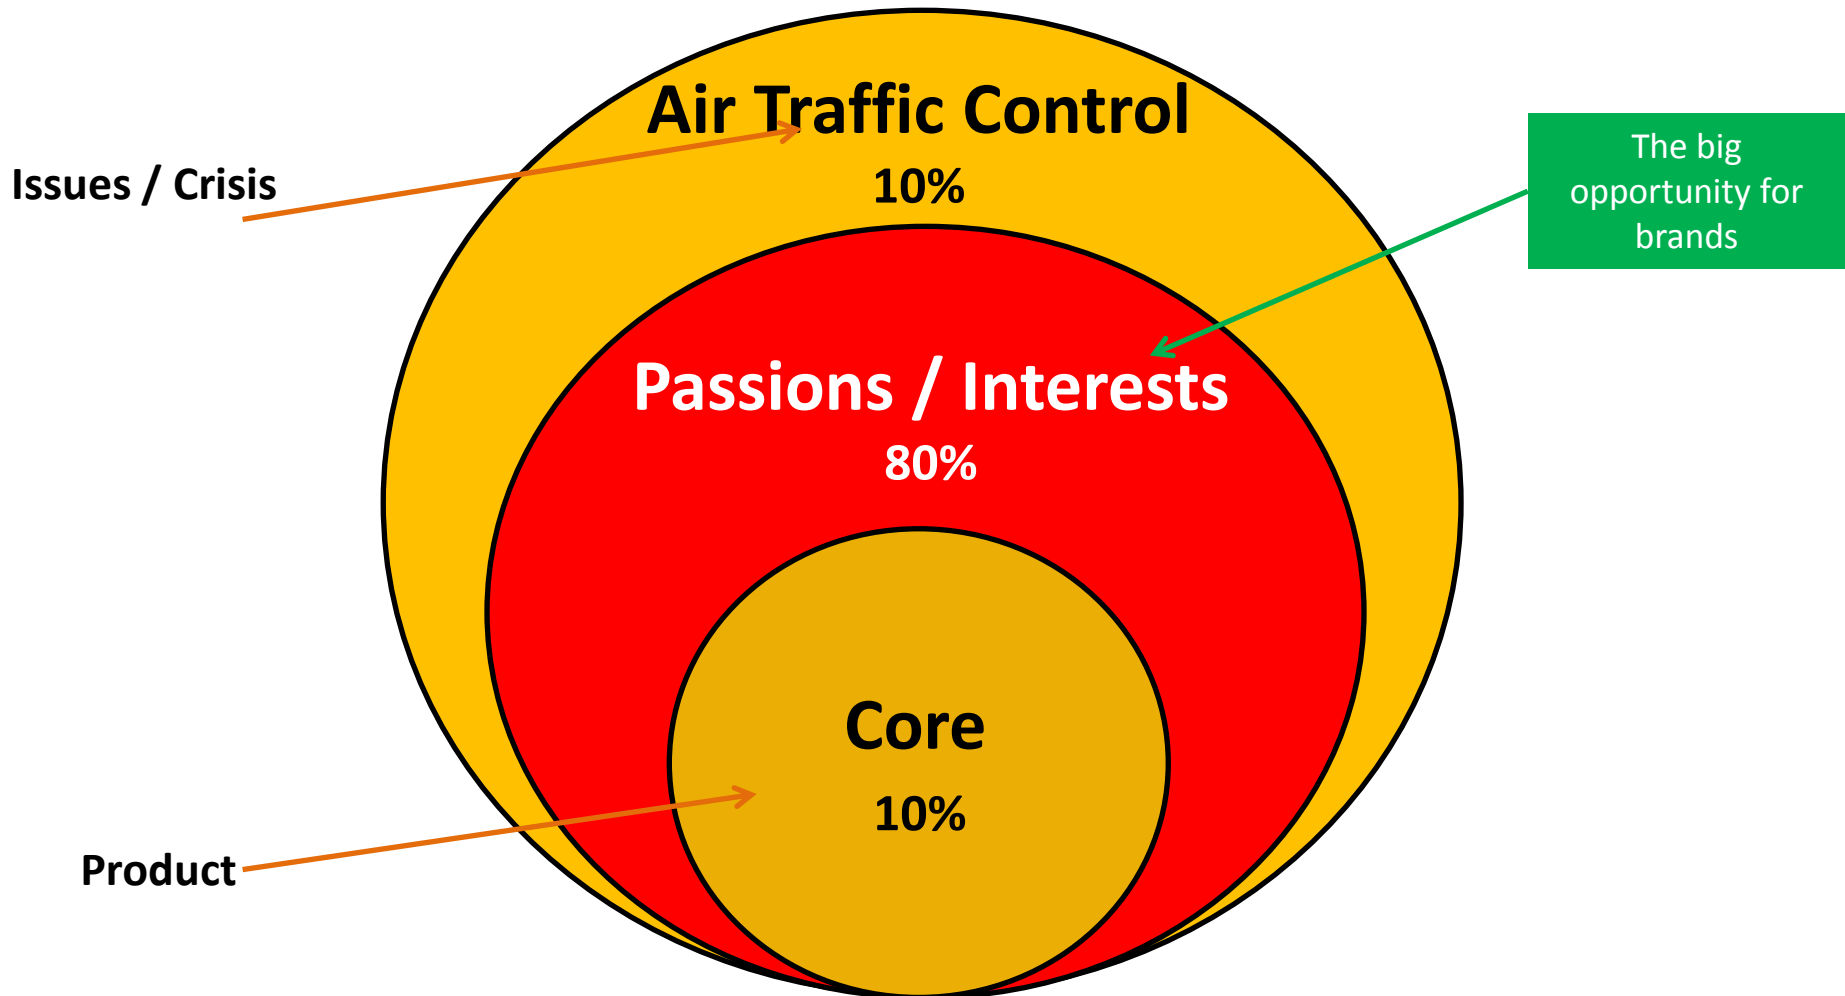 Air Traffic Control
10%
Issues / Crisis
The big
opportunity for
brands
Passions / Interests
80%
Core
10%
Product